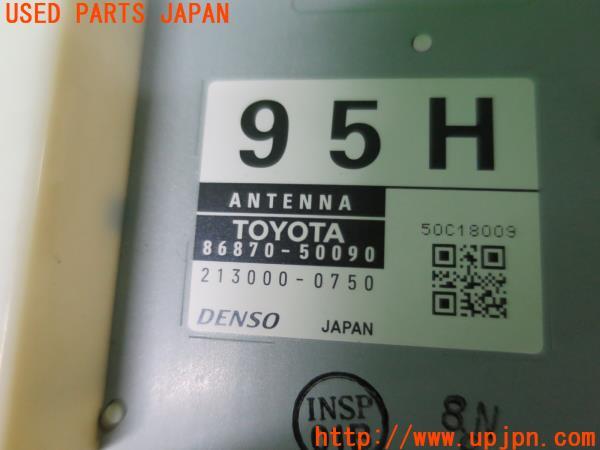 USED PARTS JAPAN
95H
ANTENNA
TOYOTA
86870-50090
50C18009
213000-0750
DENSO JAPAN
INSP
8N
http://www.upjpn.com/